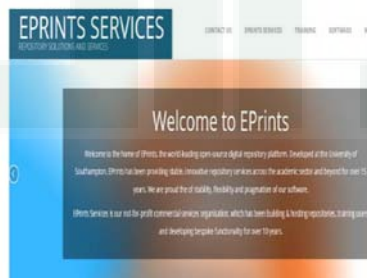 EPRINTS SERVICES
REPOSITORY SOLUTIONS AND SERVICES
CONTACT US EPRINTS SERVICES TRAINING SOFTWARE
Welcome to EPrints
Welcome to the home of EPrints, the world-leading open-source digital repository platform. Developed at the University of
Southampton, EPrints has been providing stable, innovative repository services across the academic sector and beyond for over 15
years. We are proud the of stability, flexibility and pragmatism of our software.
EPrints Services is our not-for-profit commercial services organisation, which has been building & hosting repositories, training users
and developing bespoke functionality for over 10 years.